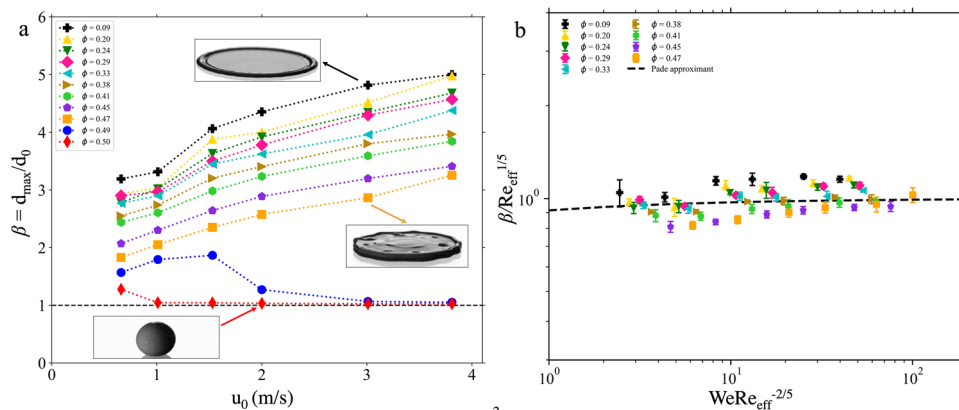 a
β = d_max/d_0
6
5
4
3
2
1
0
ϕ = 0.09
ϕ = 0.20
ϕ = 0.24
ϕ = 0.29
ϕ = 0.33
ϕ = 0.38
ϕ = 0.41
ϕ = 0.45
ϕ = 0.47
ϕ = 0.49
ϕ = 0.50
0 1 2 3 4
u_0 (m/s)
b
β/Re_eff^1/5
10^0
ϕ = 0.09
ϕ = 0.20
ϕ = 0.24
ϕ = 0.29
ϕ = 0.33
ϕ = 0.38
ϕ = 0.41
ϕ = 0.45
ϕ = 0.47
Pade approximant
10^0 10^1 10^2
WeRe_eff^-2/5